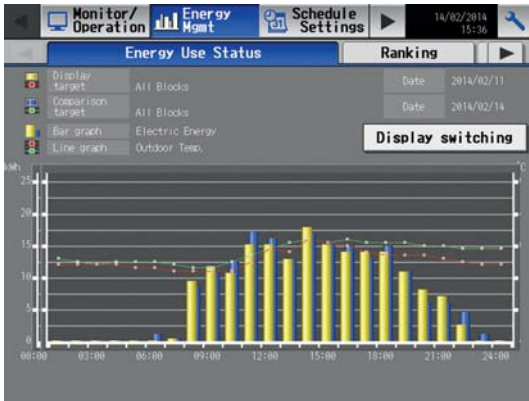 Monitor/ Energy Schedule 14/02/2014
Operation Mgmt Settings 15:36
Energy Use Status Ranking
Display
target All Blocks Date 2014/02/11
Comparison
target All Blocks Date 2014/02/14
Bar graph Electric Energy
Line graph Outdoor Temp.
Display switching
kWh °C
25
20
15
10
5
0
00:00 03:00 06:00 09:00 12:00 15:00 18:00 21:00 24:00